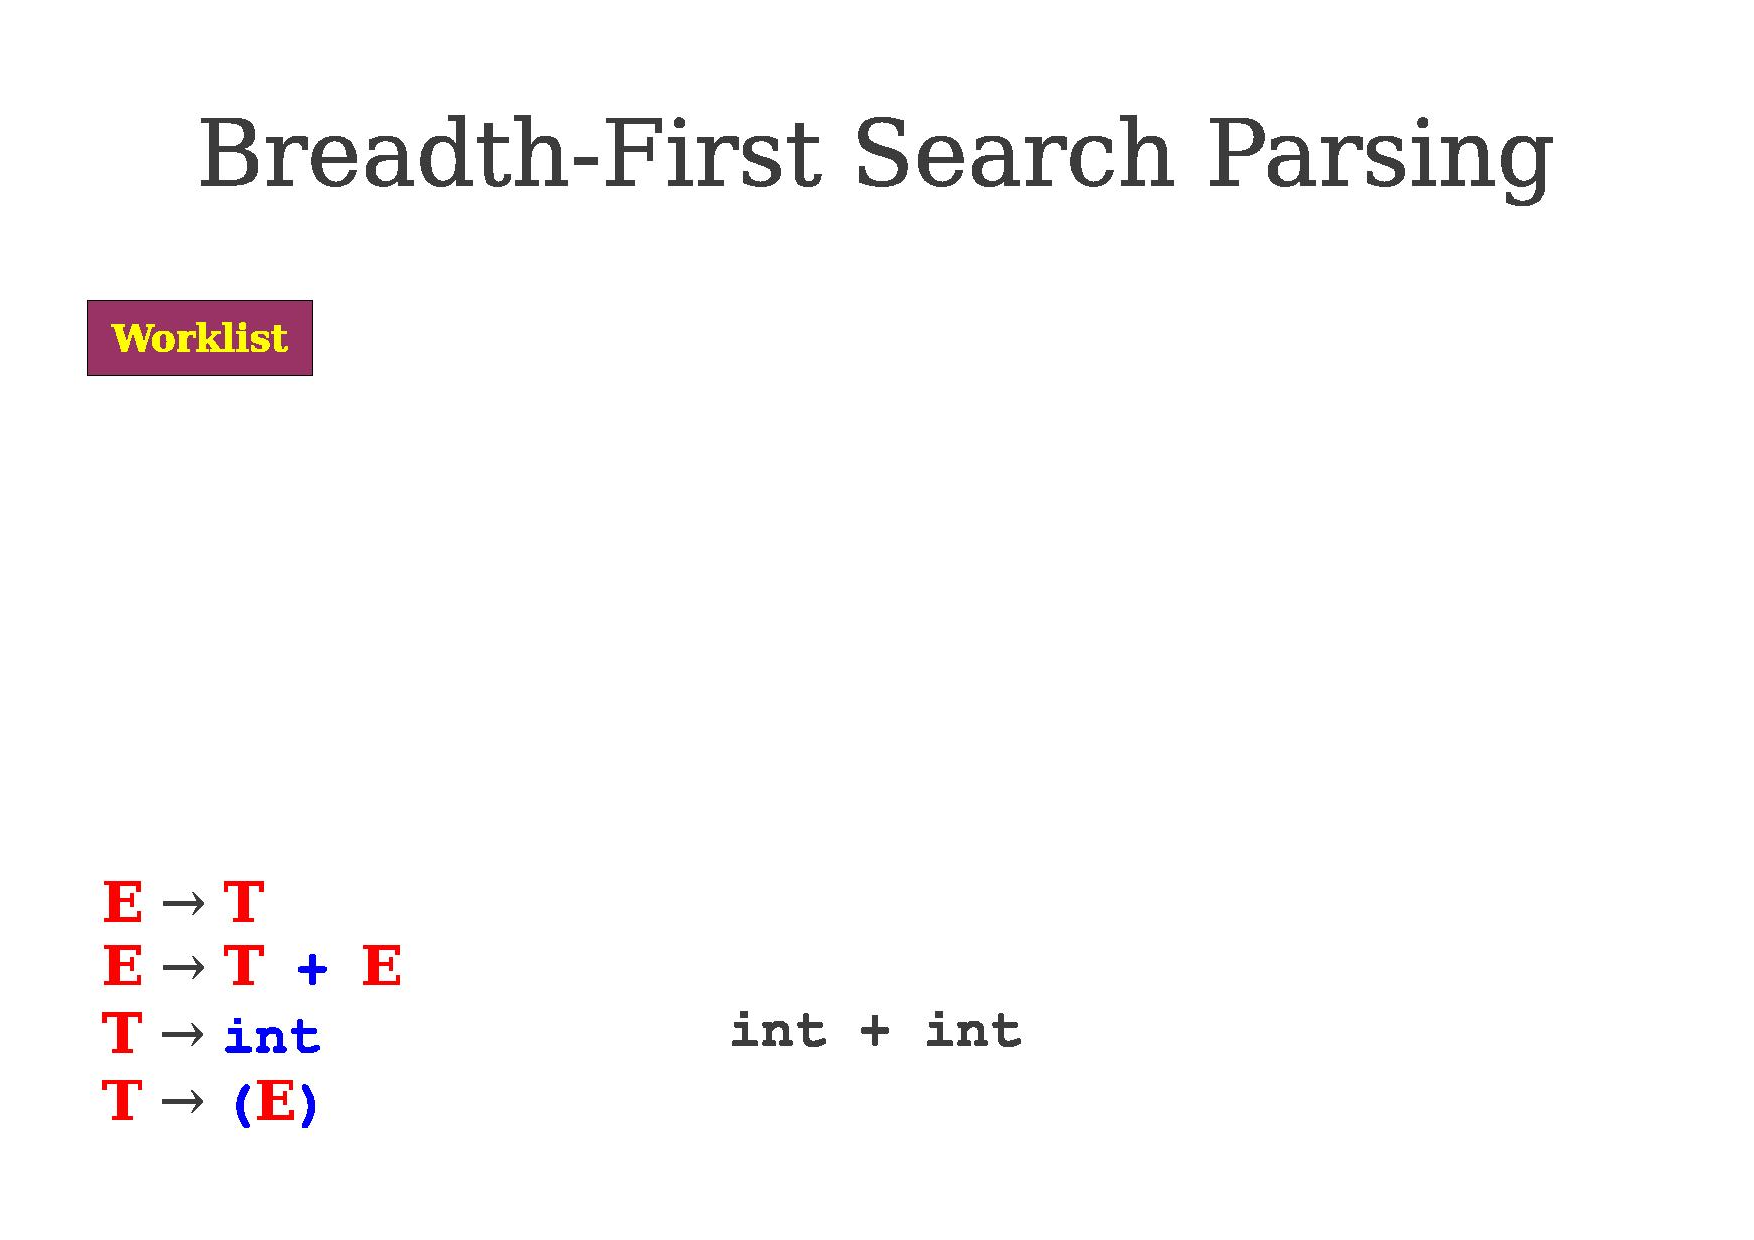 Breadth-First Search Parsing
Worklist
E → T
E → T + E
T → int
T → (E)
int + int